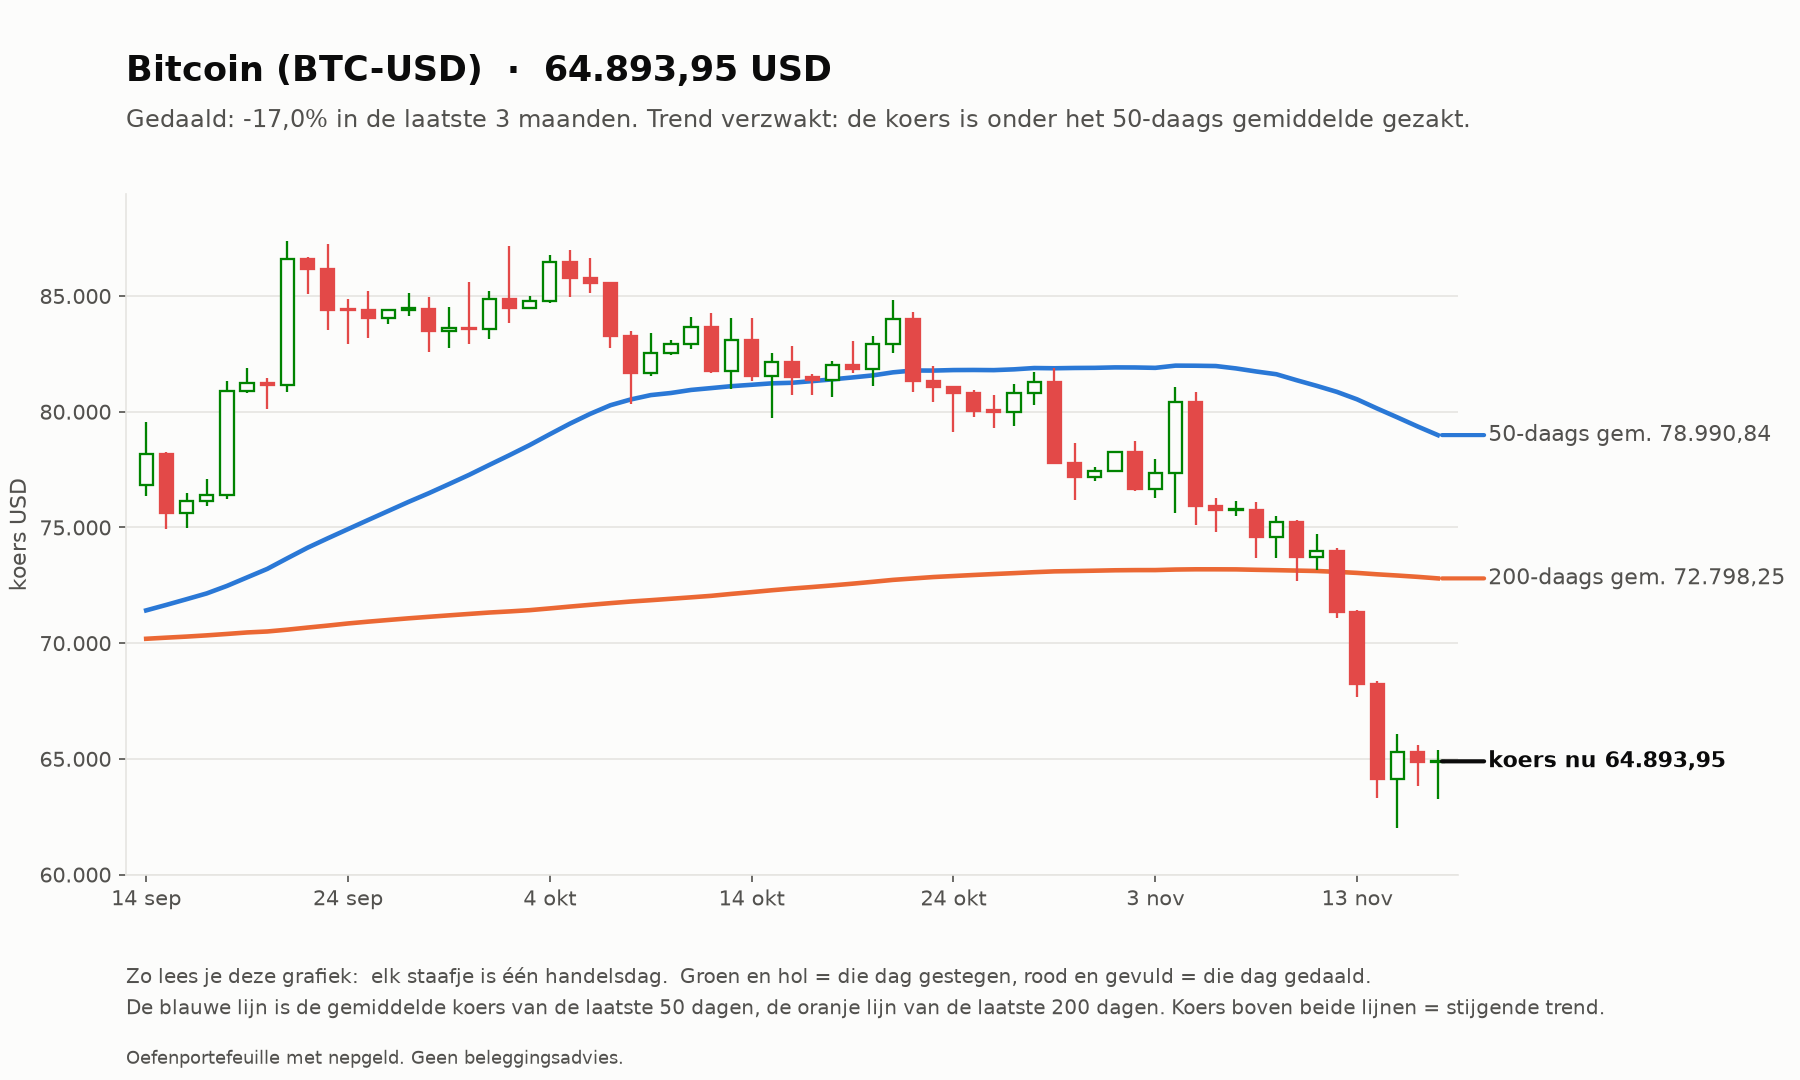 Bitcoin (BTC-USD) · 64.893,95 USD
Gedaald: -17,0% in de laatste 3 maanden. Trend verzwakt: de koers is onder het 50-daags gemiddelde gezakt.
koers USD
85.000
80.000
75.000
70.000
65.000
60.000
50-daags gem. 78.990,84
200-daags gem. 72.798,25
koers nu 64.893,95
14 sep
24 sep
4 okt
14 okt
24 okt
3 nov
13 nov
Zo lees je deze grafiek: elk staafje is één handelsdag. Groen en hol = die dag gestegen, rood en gevuld = die dag gedaald.
De blauwe lijn is de gemiddelde koers van de laatste 50 dagen, de oranje lijn van de laatste 200 dagen. Koers boven beide lijnen = stijgende trend.
Oefenportefeuille met nepgeld. Geen beleggingsadvies.